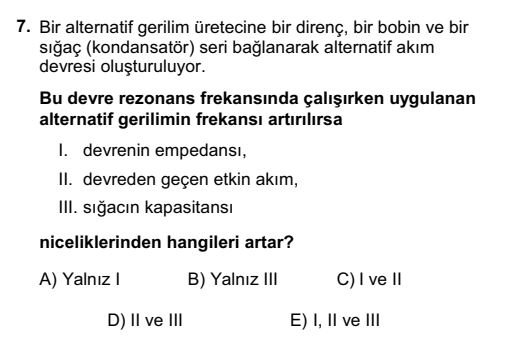 7. Bir alternatif gerilim üretecine bir direnç, bir bobin ve bir
sığaç (kondansatör) seri bağlanarak alternatif akım
devresi oluşturuluyor.
Bu devre rezonans frekansında çalışırken uygulanan
alternatif gerilimin frekansı artırılırsa
I. devrenin empedansı,
II. devreden geçen etkin akım,
III. sığacın kapasitansı
niceliklerinden hangileri artar?
A) Yalnız I B) Yalnız III C) I ve II
D) II ve III E) I, II ve III